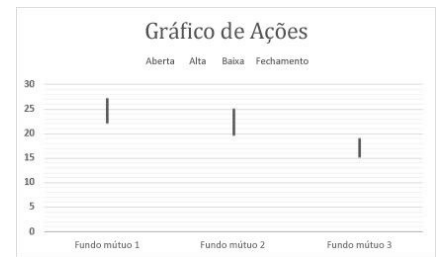 Gráfico de Ações
Aberta Alta Baixa Fechamento
30
25
20
15
10
5
0
Fundo mútuo 1 Fundo mútuo 2 Fundo mútuo 3